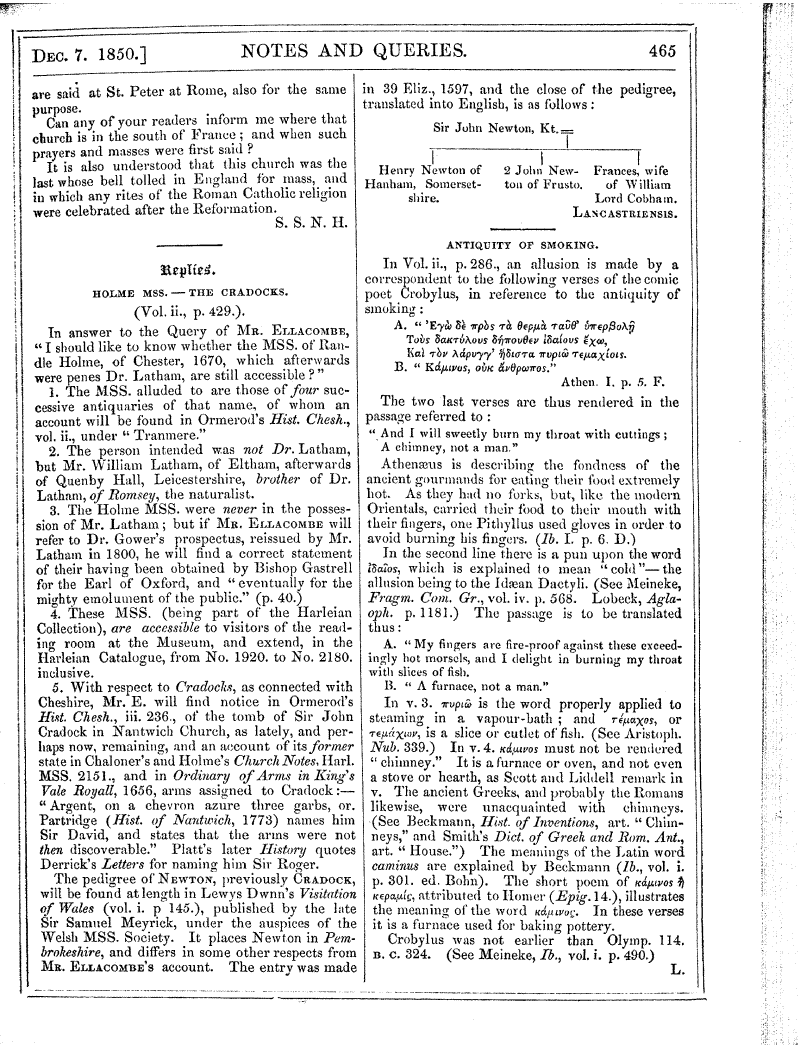 DEC. 7. 1850.] NOTES AND QUERIES. 465
are said at St. Peter at Rome, also for the same
purpose.
Can any of your readers inform me where that
church is in the south of France; and when such
prayers and masses were first said?
It is also understood that this church was the
last whose bell tolled in England for mass, and
in which any rites of the Roman Catholic religion
were celebrated after the Reformation.
S. S. N. H.
Replies.
HOLME MSS. — THE CRADOCKS.
(Vol. ii., p. 429.).
In answer to the Query of MR. ELLACOMBE,
"I should like to know whether the MSS. of Ran-
dle Holme, of Chester, 1670, which afterwards
were penes Dr. Latham, are still accessible?"
1. The MSS. alluded to are those of four suc-
cessive antiquaries of that name, of whom an
account will be found in Ormerod's Hist. Chesh.,
vol. ii., under "Tranmere."
2. The person intended was not Dr. Latham,
but Mr. William Latham, of Eltham, afterwards
of Quenby Hall, Leicestershire, brother of Dr.
Latham, of Romsey, the naturalist.
3. The Holme MSS. were never in the posses-
sion of Mr. Latham; but if MR. ELLACOMBE will
refer to Dr. Gower's prospectus, reissued by Mr.
Latham in 1800, he will find a correct statement
of their having been obtained by Bishop Gastrell
for the Earl of Oxford, and "eventually for the
mighty emolument of the public." (p. 40.)
4. These MSS. (being part of the Harleian
Collection), are accessible to visitors of the read-
ing room at the Museum, and extend, in the
Harleian Catalogue, from No. 1920. to No. 2180.
inclusive.
5. With respect to Cradocks, as connected with
Cheshire, Mr. E. will find notice in Ormerod's
Hist. Chesh., iii. 236., of the tomb of Sir John
Cradock in Nantwich Church, as lately, and per-
haps now, remaining, and an account of its former
state in Chaloner's and Holme's Church Notes, Harl.
MSS. 2151., and in Ordinary of Arms in King's
Vale Royall, 1656, arms assigned to Cradock:—
"Argent, on a chevron azure three garbs, or.
Partridge (Hist. of Nantwich, 1773) names him
Sir David, and states that the arms were not
then discoverable." Platt's later History quotes
Derrick's Letters for naming him Sir Roger.
The pedigree of NEWTON, previously CRADOCK,
will be found at length in Lewys Dwnn's Visitation
of Wales (vol. i. p 145.), published by the late
Sir Samuel Meyrick, under the auspices of the
Welsh MSS. Society. It places Newton in Pem-
brokeshire, and differs in some other respects from
MR. ELLACOMBE'S account. The entry was made
in 39 Eliz., 1597, and the close of the pedigree,
translated into English, is as follows:
Sir John Newton, Kt.=
Henry Newton of 2 John New- Frances, wife
Hanham, Somerset- ton of Frusto. of William
shire. Lord Cobham.
LANCASTRIENSIS.
ANTIQUITY OF SMOKING.
In Vol. ii., p. 286., an allusion is made by a
correspondent to the following verses of the comic
poet Crobylus, in reference to the antiquity of
smoking:
A. "'Εγὼ δὲ πρὸς τὰ θερμὰ ταῦθ' ὑπερβολῇ
Τοὺς δακτύλους δήπουθεν ἰδαίους ἔχω,
Καὶ τὸν λάρυγγ' ἥδιστα πυριῶ τεμαχίοις.
B. "Κάμινος, οὐκ ἄνθρωπος."
Athen. I. p. 5. F.
The two last verses are thus rendered in the
passage referred to:
"And I will sweetly burn my throat with cuttings;
A chimney, not a man."
Athenæus is describing the fondness of the
ancient gourmands for eating their food extremely
hot. As they had no forks, but, like the modern
Orientals, carried their food to their mouth with
their fingers, one Pithyllus used gloves in order to
avoid burning his fingers. (Ib. I. p. 6. D.)
In the second line there is a pun upon the word
ἰδαῖος, which is explained to mean "cold"—the
allusion being to the Idæan Dactyli. (See Meineke,
Fragm. Com. Gr., vol. iv. p. 568. Lobeck, Agla-
oph. p. 1181.) The passage is to be translated
thus:
A. "My fingers are fire-proof against these exceed-
ingly hot morsels, and I delight in burning my throat
with slices of fish.
B. "A furnace, not a man."
In v. 3. πυριῶ is the word properly applied to
steaming in a vapour-bath; and τέμαχος, or
τεμάχιων, is a slice or cutlet of fish. (See Aristoph.
Nub. 339.) In v. 4. κάμινος must not be rendered
"chimney." It is a furnace or oven, and not even
a stove or hearth, as Scott and Liddell remark in
v. The ancient Greeks, and probably the Romans
likewise, were unacquainted with chimneys.
(See Beckmann, Hist. of Inventions, art. "Chim-
neys," and Smith's Dict. of Greek and Rom. Ant.,
art. "House.") The meanings of the Latin word
caminus are explained by Beckmann (Ib., vol. i.
p. 301. ed. Bohn). The short poem of κάμινος ἢ
κεραμίς, attributed to Homer (Epig. 14.), illustrates
the meaning of the word κάμινος. In these verses
it is a furnace used for baking pottery.
Crobylus was not earlier than Olymp. 114.
B. C. 324. (See Meineke, Ib., vol. i. p. 490.)
L.